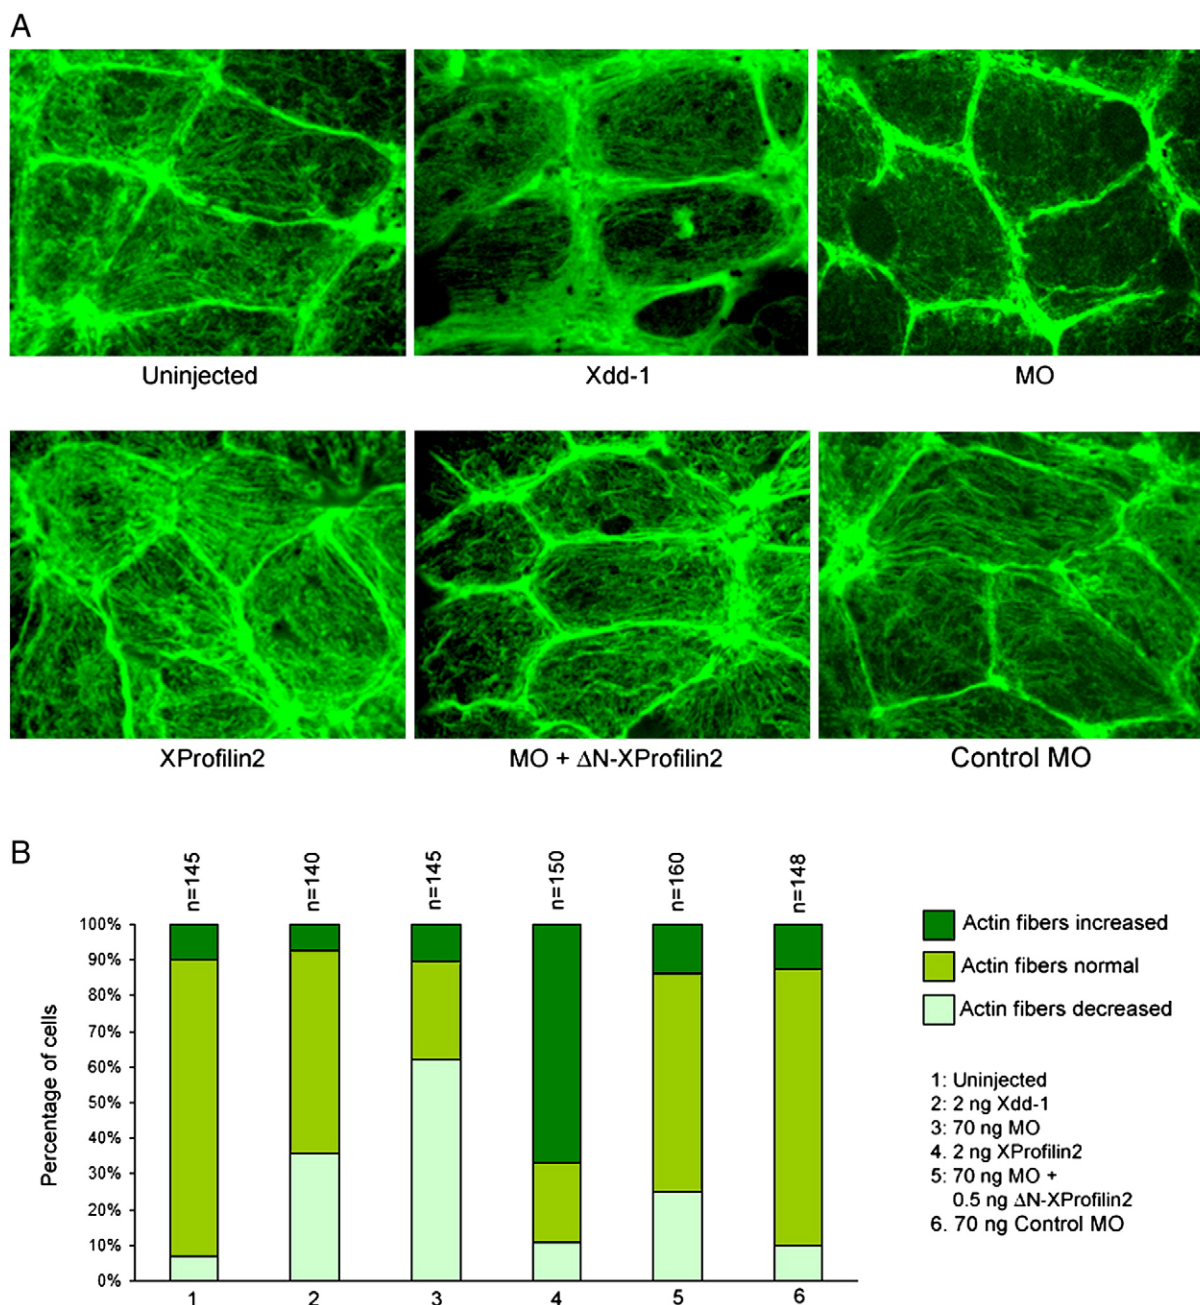 A
Uninjected
Xdd-1
MO
XProfilin2
MO + ΔN-XProfilin2
Control MO
B
n=145
n=140
n=145
n=150
n=160
n=148
Percentage of cells
100%
90%
80%
70%
60%
50%
40%
30%
20%
10%
0%
1
2
3
4
5
6
Actin fibers increased
Actin fibers normal
Actin fibers decreased
1: Uninjected
2: 2 ng Xdd-1
3: 70 ng MO
4. 2 ng XProfilin2
5: 70 ng MO +
0.5 ng ΔN-XProfilin2
6. 70 ng Control MO